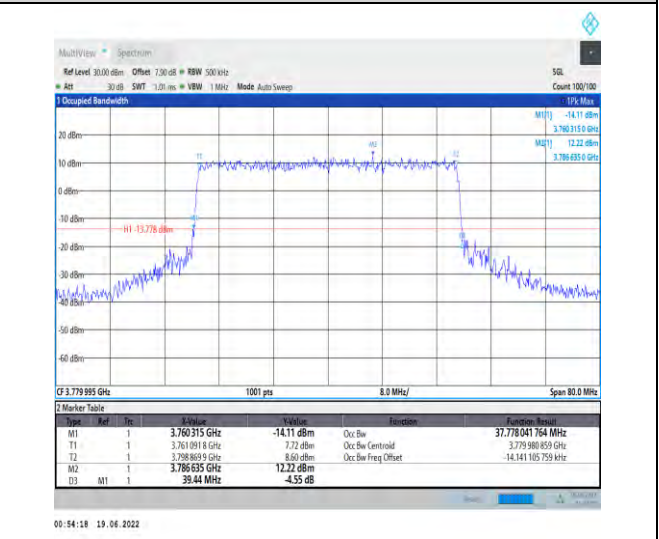 MultiView Spectrum
Ref Level 30.00 dBm Offset 7.90 dB RBW 500 kHz SGL
Att 30 dB SWT 1.01 ms VBW 1 MHz Mode Auto Sweep Count 100/100
1 Occupied Bandwidth 1Pk Max
M1[1] -14.11 dBm
3.760 315 0 GHz
M2[1] 12.22 dBm
3.786 635 0 GHz
20 dBm
M2
T1
10 dBm
0 dBm
-10 dBm
H1 -13.778 dBm
-20 dBm
-30 dBm
-40 dBm
-50 dBm
-60 dBm
CF 3.779 995 GHz 1001 pts 8.0 MHz/ Span 80.0 MHz
2 Marker Table
Type Ref Trc X-Value Y-Value Function Function Result
M1 1 3.760 315 GHz -14.11 dBm Occ Bw 37.778 041 764 MHz
T1 1 3.761 091 8 GHz 7.72 dBm Occ Bw Centroid 3.779 980 859 GHz
T2 1 3.798 869 9 GHz 8.60 dBm Occ Bw Freq Offset -14.141 105 759 kHz
M2 1 3.786 635 GHz 12.22 dBm
D3 M1 1 39.44 MHz -4.55 dB
00:54:18 19.06.2022